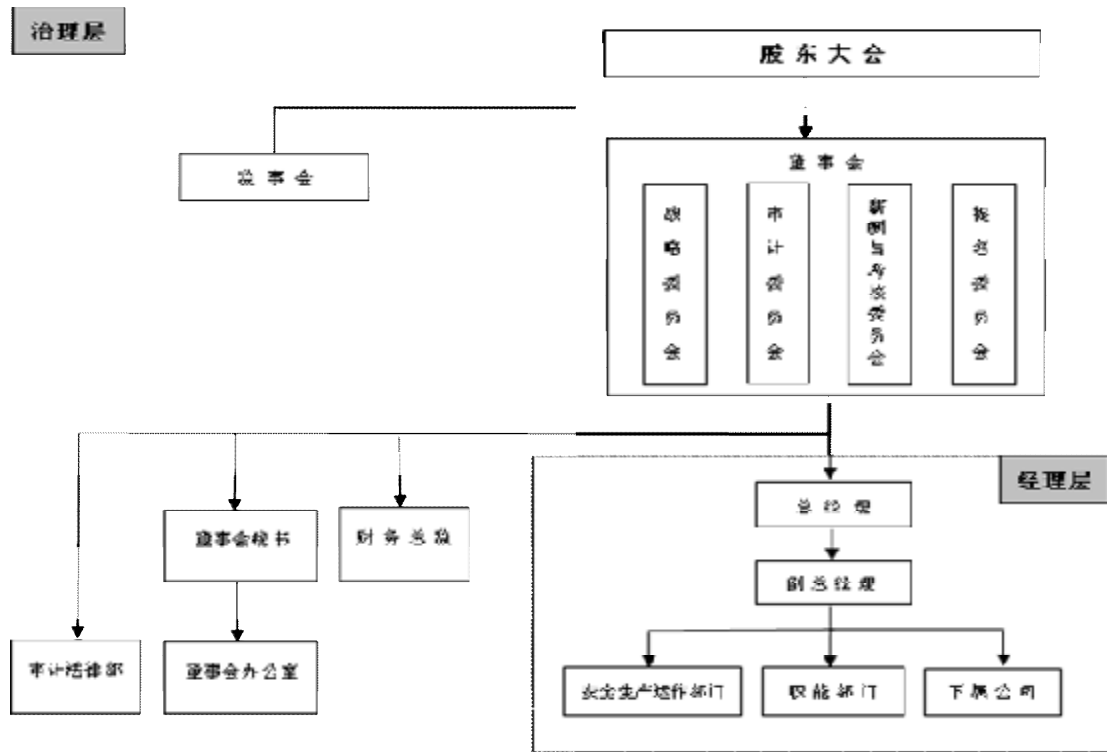 治理层
股东大会
监事会
董事会
战略委员会
审计委员会
薪酬与考核委员会
提名委员会
经理层
总经理
董事会秘书
财务总监
副总经理
审计法律部
董事会办公室
安全生产运作部门
职能部门
下属公司